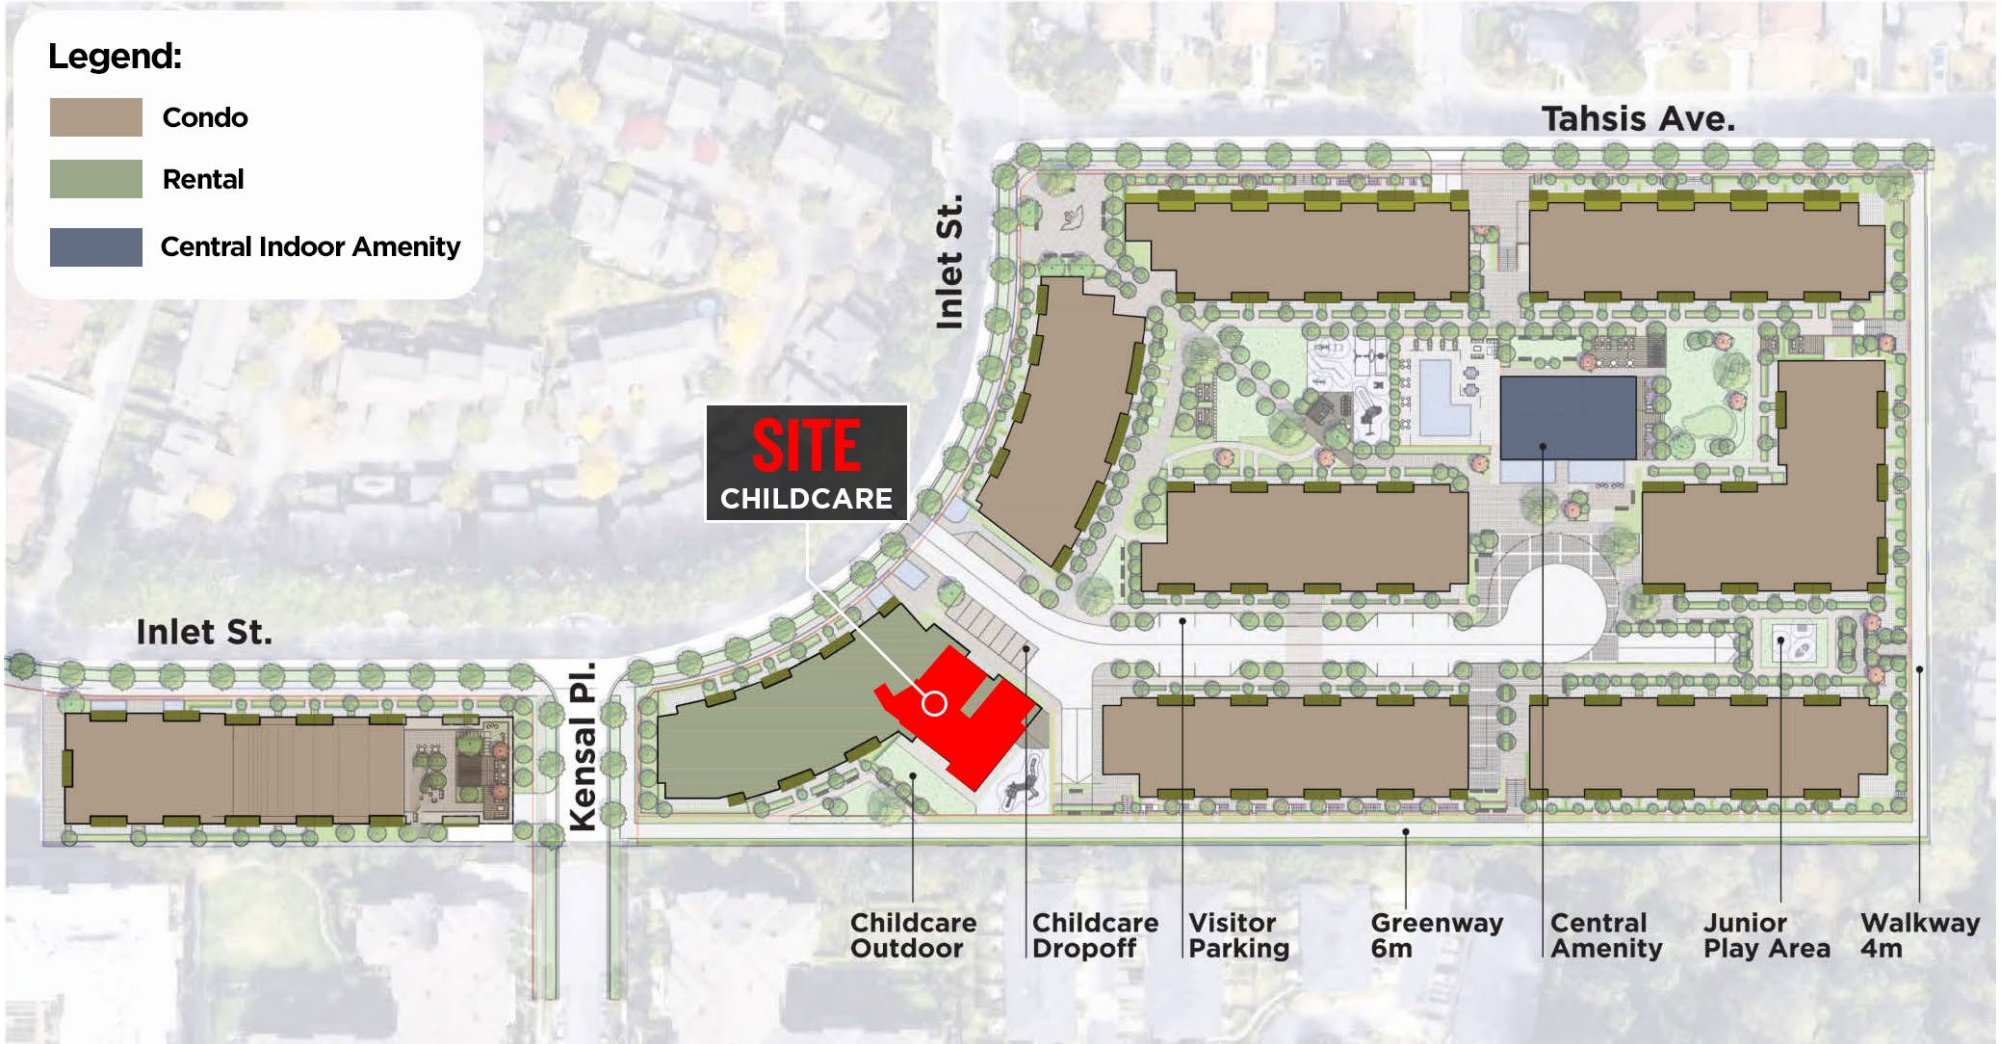 Legend:
Condo
Rental
Central Indoor Amenity
Tahsis Ave.
Inlet St.
SITE
CHILDCARE
Inlet St.
Kensal Pl.
Childcare
Outdoor
Childcare
Dropoff
Visitor
Parking
Greenway
6m
Central
Amenity
Junior
Play Area
Walkway
4m